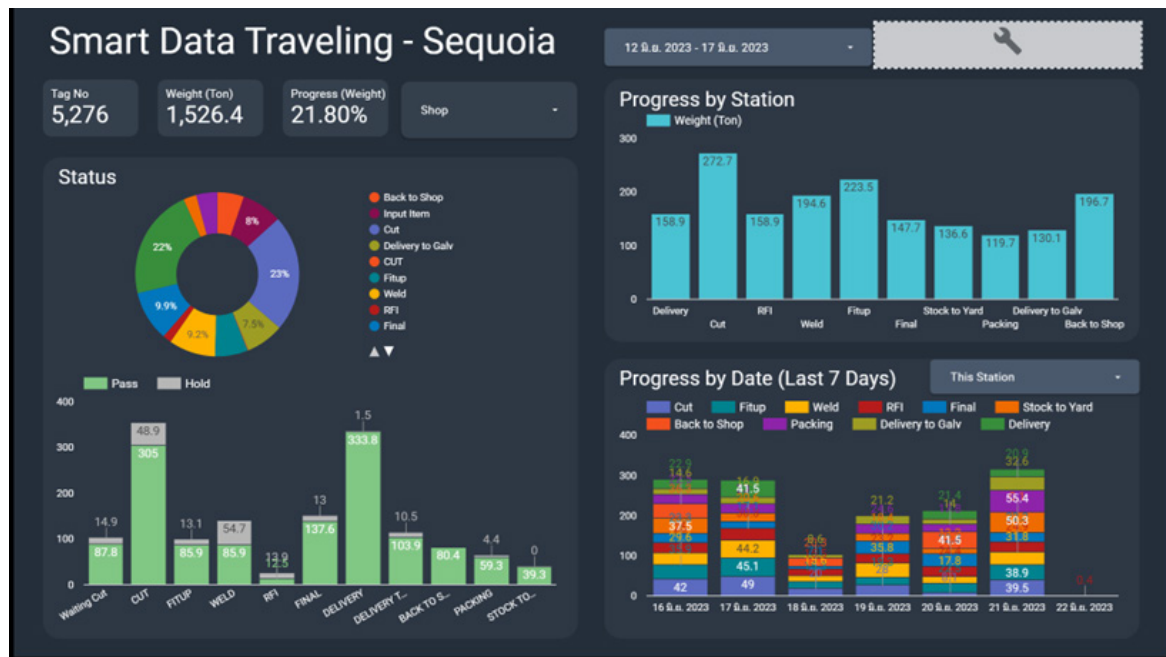 Smart Data Traveling - Sequoia
12 มิ.ย. 2023 - 17 มิ.ย. 2023
Tag No
5,276
Weight (Ton)
1,526.4
Progress (Weight)
21.80%
Shop
Status
8%
23%
7.5%
9.2%
9.9%
22%
Back to Shop
Input Item
Cut
Delivery to Galv
CUT
Fitup
Weld
RFI
Final
Pass
Hold
400
300
200
100
0
14.9
87.8
48.9
305
13.1
85.9
54.7
85.9
12.5
13
137.6
1.5
333.8
10.5
103.9
80.4
4.4
59.3
0
39.3
Waiting Cut
CUT
FITUP
WELD
RFI
FINAL
DELIVERY
DELIVERY T...
BACK TO S...
PACKING
STOCK TO...
Progress by Station
Weight (Ton)
300
200
100
0
158.9
272.7
158.9
194.6
223.5
147.7
136.6
119.7
130.1
196.7
Delivery
Cut
RFI
Weld
Fitup
Final
Stock to Yard
Packing
Delivery to Galv
Back to Shop
Progress by Date (Last 7 Days)
This Station
Cut
Fitup
Weld
RFI
Final
Stock to Yard
Back to Shop
Packing
Delivery to Galv
Delivery
400
300
200
100
0
22.9
14.6
37.5
29.6
42
41.5
44.2
45.1
49
8.6
21.2
35.8
28
21.4
14
41.5
17.8
20.9
32.6
55.4
50.3
31.8
38.9
39.5
0.4
16 มิ.ย. 2023
17 มิ.ย. 2023
18 มิ.ย. 2023
19 มิ.ย. 2023
20 มิ.ย. 2023
21 มิ.ย. 2023
22 มิ.ย. 2023